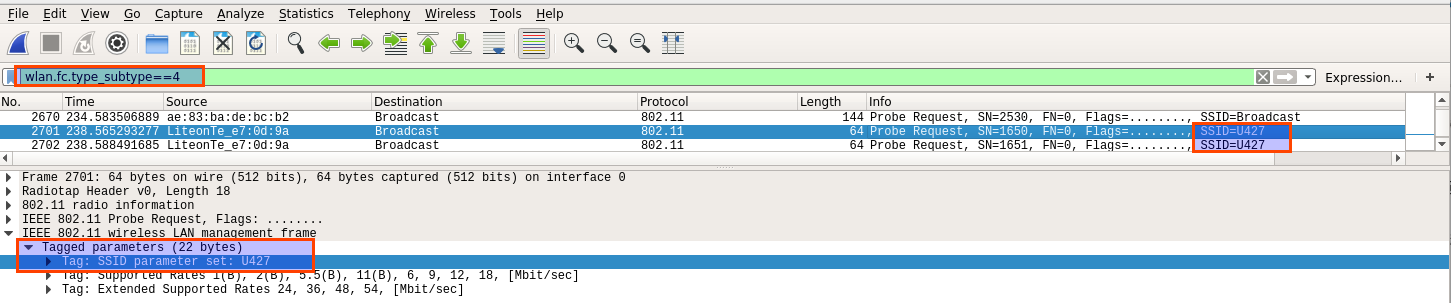 File Edit View Go Capture Analyze Statistics Telephony Wireless Tools Help
wlan.fc.type_subtype==4 Expression... +
No. Time Source Destination Protocol Length Info
2670 234.583506889 ae:83:ba:de:bc:b2 Broadcast 802.11 144 Probe Request, SN=2530, FN=0, Flags=........, SSID=Broadcast
2701 238.565293277 LiteonTe_e7:0d:9a Broadcast 802.11 64 Probe Request, SN=1650, FN=0, Flags=........, SSID=U427
2702 238.588491685 LiteonTe_e7:0d:9a Broadcast 802.11 64 Probe Request, SN=1651, FN=0, Flags=........, SSID=U427
Frame 2701: 64 bytes on wire (512 bits), 64 bytes captured (512 bits) on interface 0
Radiotap Header v0, Length 18
802.11 radio information
IEEE 802.11 Probe Request, Flags: ........
IEEE 802.11 wireless LAN management frame
Tagged parameters (22 bytes)
Tag: SSID parameter set: U427
Tag: Supported Rates 1(B), 2(B), 5.5(B), 11(B), 6, 9, 12, 18, [Mbit/sec]
Tag: Extended Supported Rates 24, 36, 48, 54, [Mbit/sec]